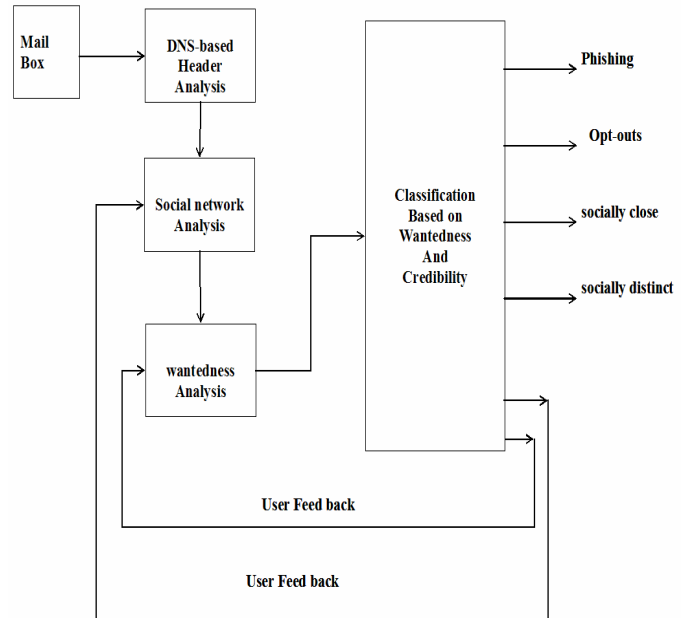 Mail
Box
DNS-based
Header
Analysis
Phishing
Opt-outs
Social network
Analysis
Classification
Based on
Wantedness
And
Credibility
socially close
socially distinct
wantedness
Analysis
User Feed back
User Feed back